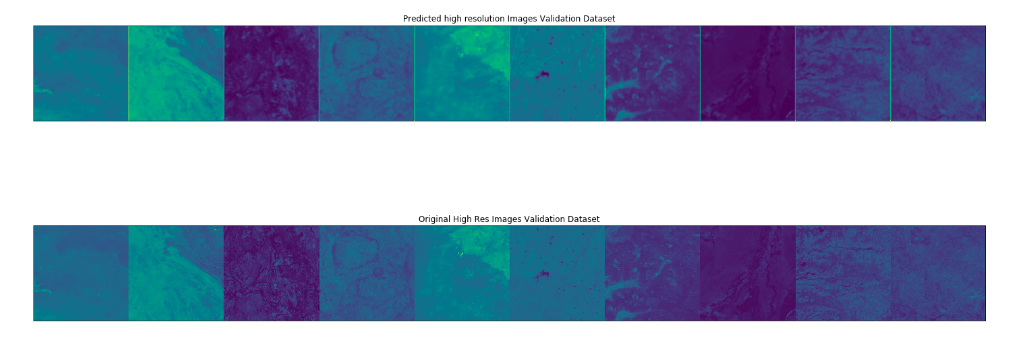 Predicted high resolution Images Validation Dataset
Original High Res Images Validation Dataset